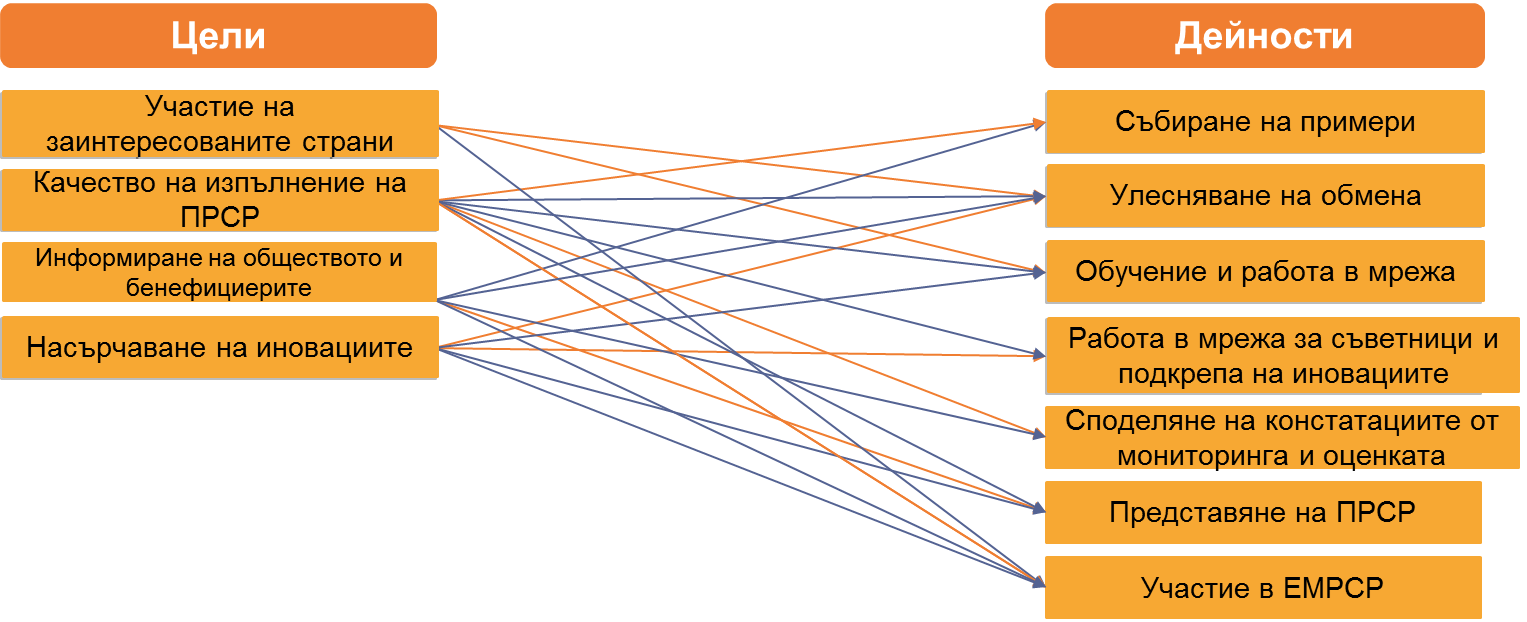 Цели
Участие на
заинтересованите страни
Качество на изпълнение на
ПРСР
Информиране на обществото и
бенефициерите
Насърчаване на иновациите
Дейности
Събиране на примери
Улесняване на обмена
Обучение и работа в мрежа
Работа в мрежа за съветници и
подкрепа на иновациите
Споделяне на констатациите от
мониторинга и оценката
Представяне на ПРСР
Участие в ЕМРСР